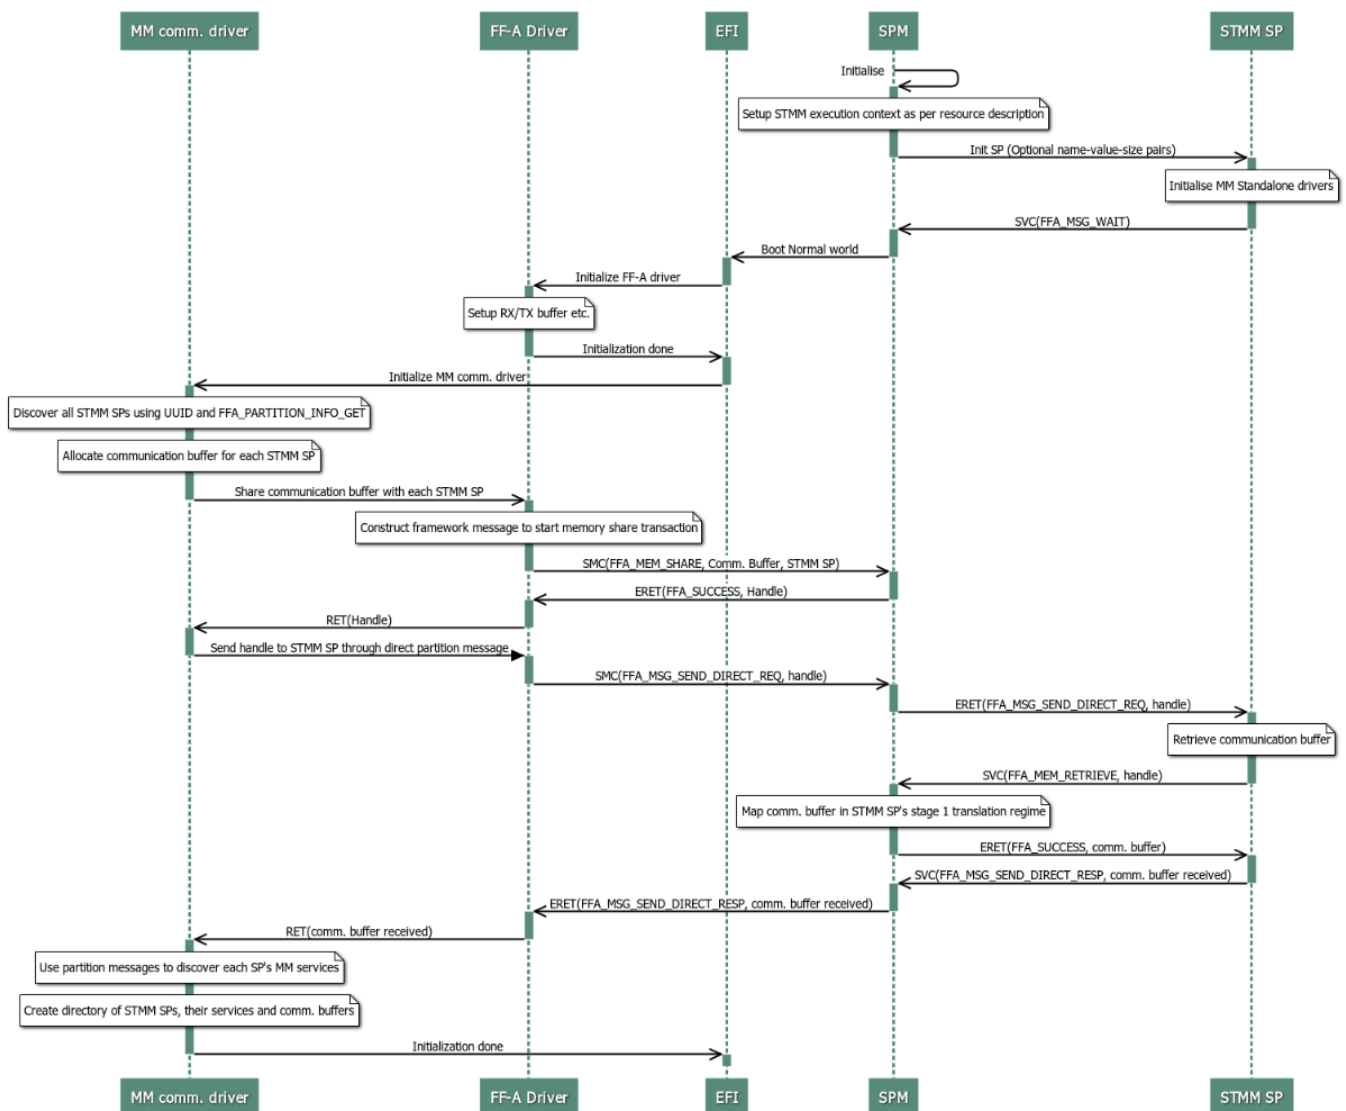 MM comm. driver
FF-A Driver
EFI
SPM
STMM SP
Initialise
Setup STMM execution context as per resource description
Init SP (Optional name-value-size pairs)
Initialise MM Standalone drivers
SVC(FFA_MSG_WAIT)
Boot Normal world
Initialize FF-A driver
Setup RX/TX buffer etc.
Initialization done
Initialize MM comm. driver
Discover all STMM SPs using UUID and FFA_PARTITION_INFO_GET
Allocate communication buffer for each STMM SP
Share communication buffer with each STMM SP
Construct framework message to start memory share transaction
SMC(FFA_MEM_SHARE, Comm. Buffer, STMM SP)
ERET(FFA_SUCCESS, Handle)
RET(Handle)
Send handle to STMM SP through direct partition message
SMC(FFA_MSG_SEND_DIRECT_REQ, handle)
ERET(FFA_MSG_SEND_DIRECT_REQ, handle)
Retrieve communication buffer
SVC(FFA_MEM_RETRIEVE, handle)
Map comm. buffer in STMM SP's stage 1 translation regime
ERET(FFA_SUCCESS, comm. buffer)
SVC(FFA_MSG_SEND_DIRECT_RESP, comm. buffer received)
ERET(FFA_MSG_SEND_DIRECT_RESP, comm. buffer received)
RET(comm. buffer received)
Use partition messages to discover each SP's MM services
Create directory of STMM SPs, their services and comm. buffers
Initialization done
MM comm. driver
FF-A Driver
EFI
SPM
STMM SP